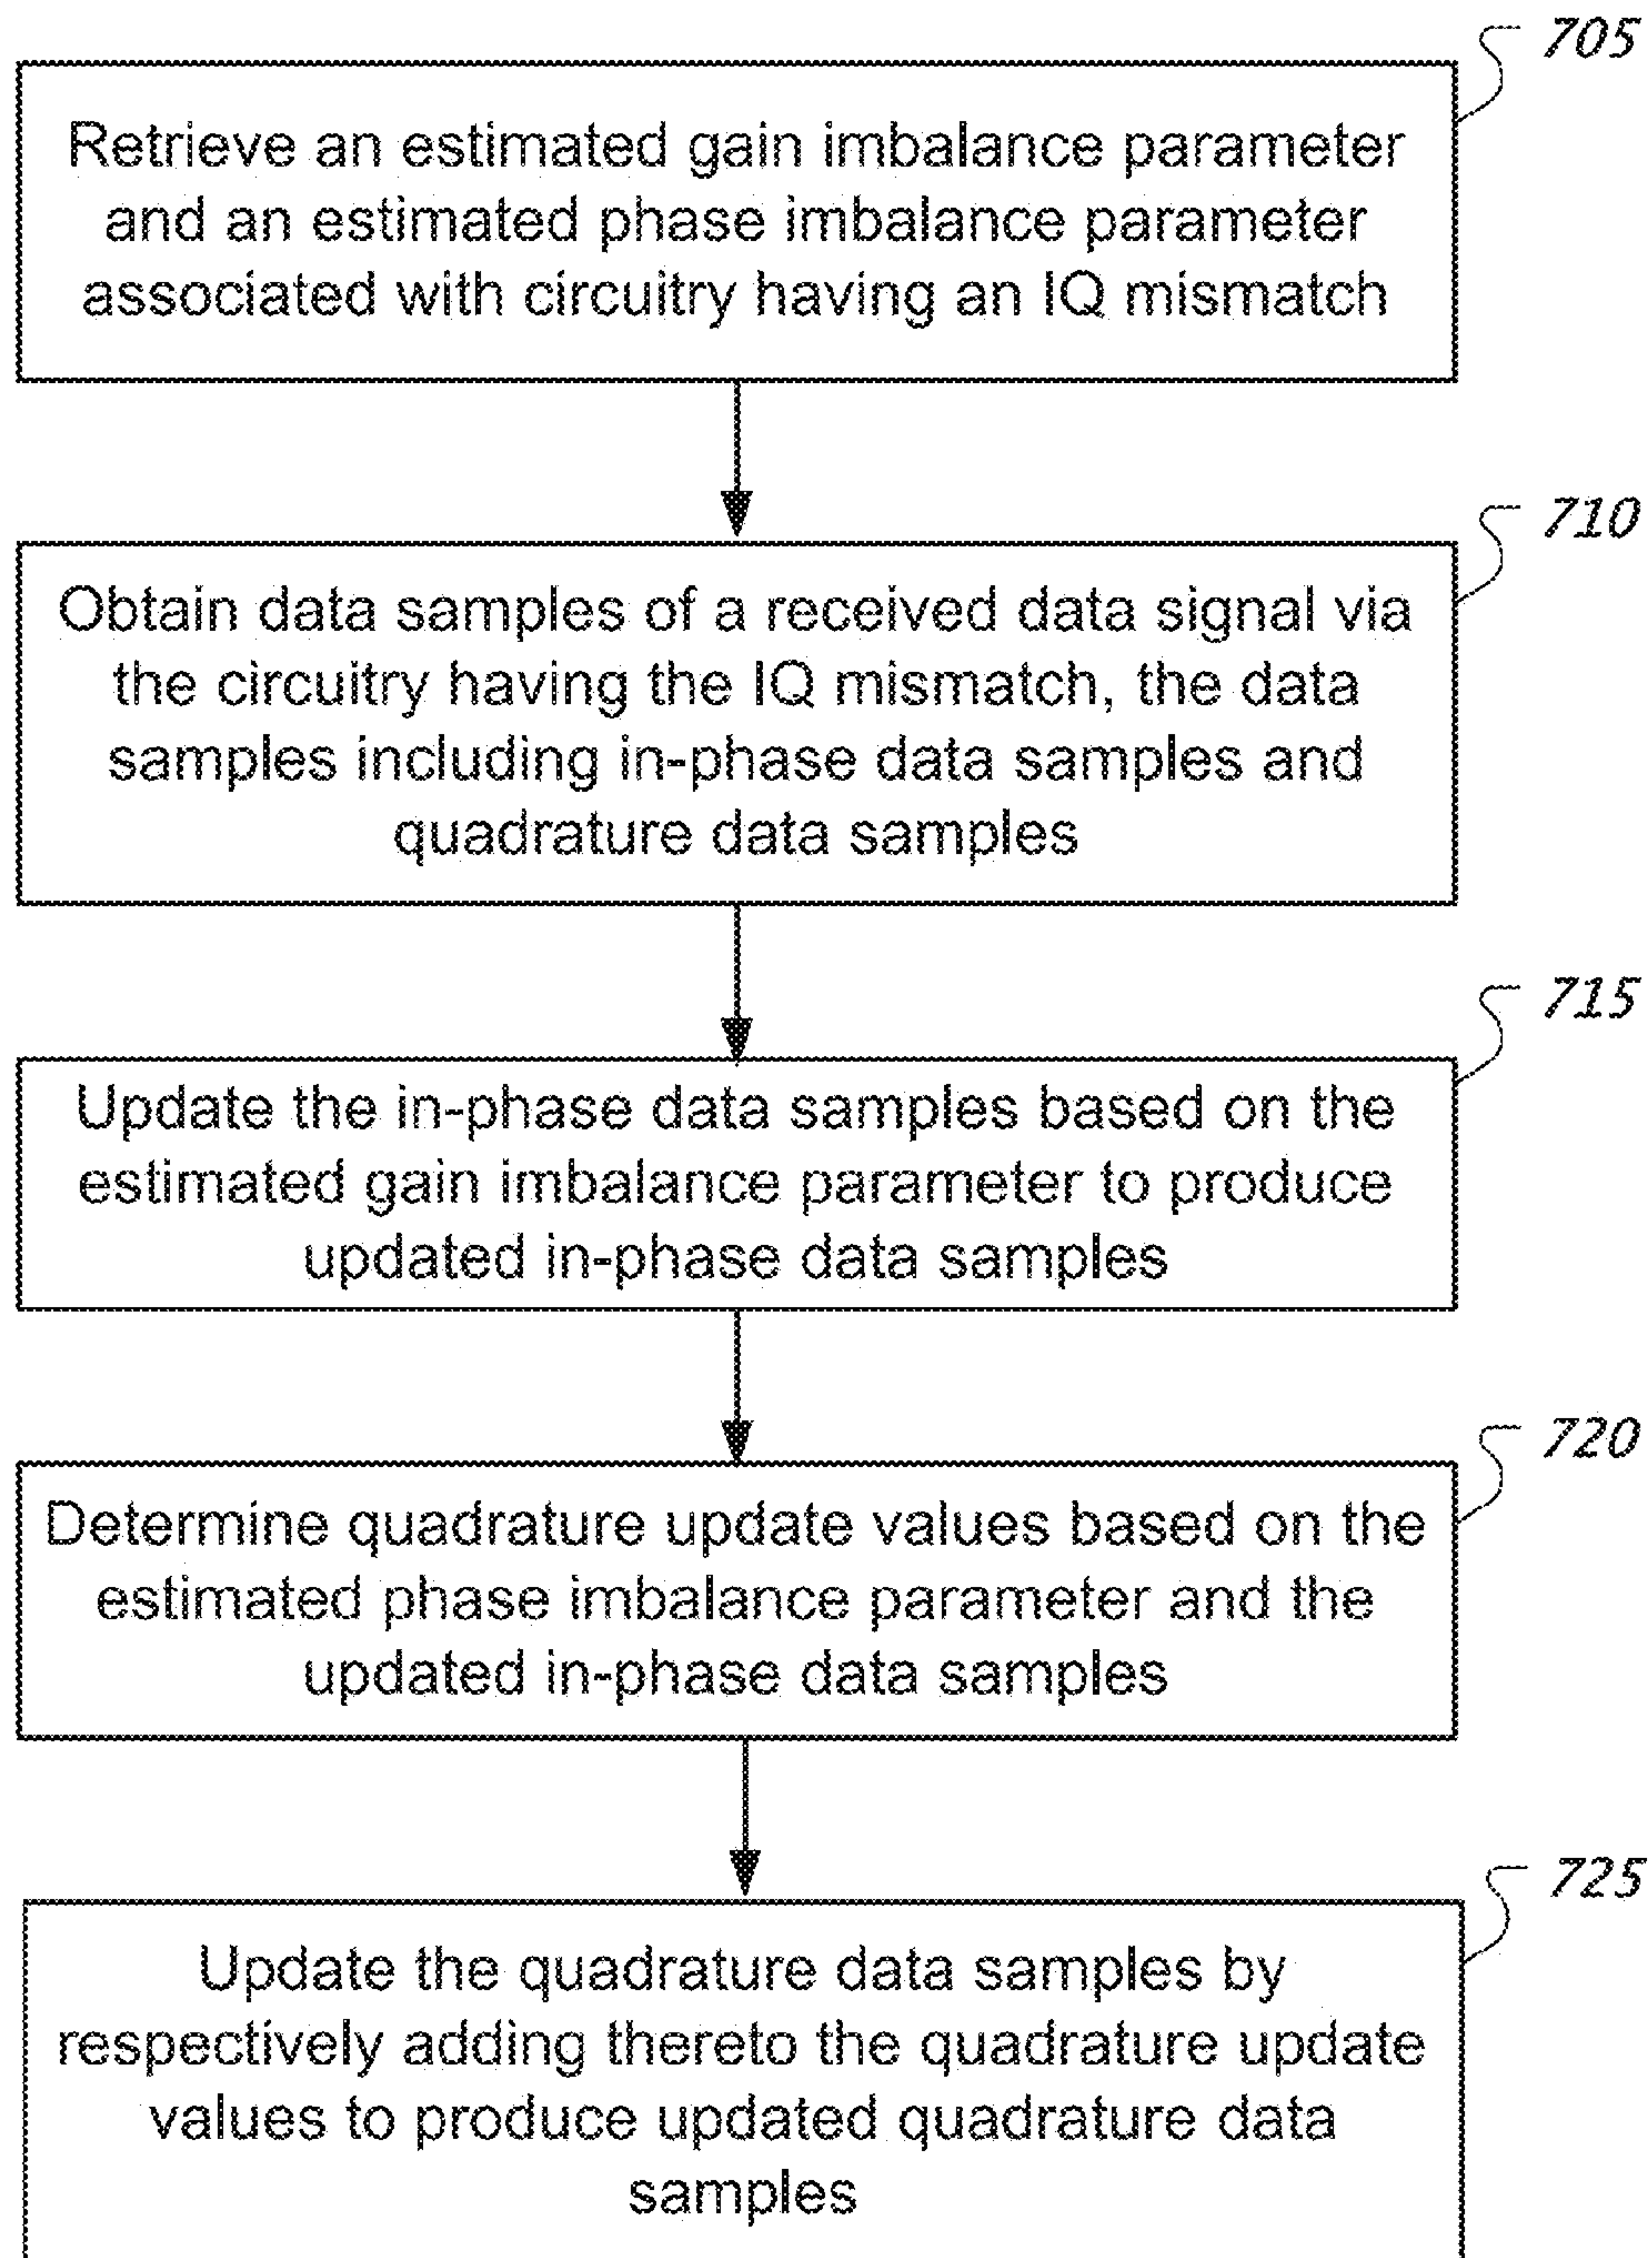 705
Retrieve an estimated gain imbalance parameter
and an estimated phase imbalance parameter
associated with circuitry having an IQ mismatch
710
Obtain data samples of a received data signal via
the circuitry having the IQ mismatch, the data
samples including in-phase data samples and
quadrature data samples
715
Update the in-phase data samples based on the
estimated gain imbalance parameter to produce
updated in-phase data samples
720
Determine quadrature update values based on the
estimated phase imbalance parameter and the
updated in-phase data samples
725
Update the quadrature data samples by
respectively adding thereto the quadrature update
values to produce updated quadrature data
samples